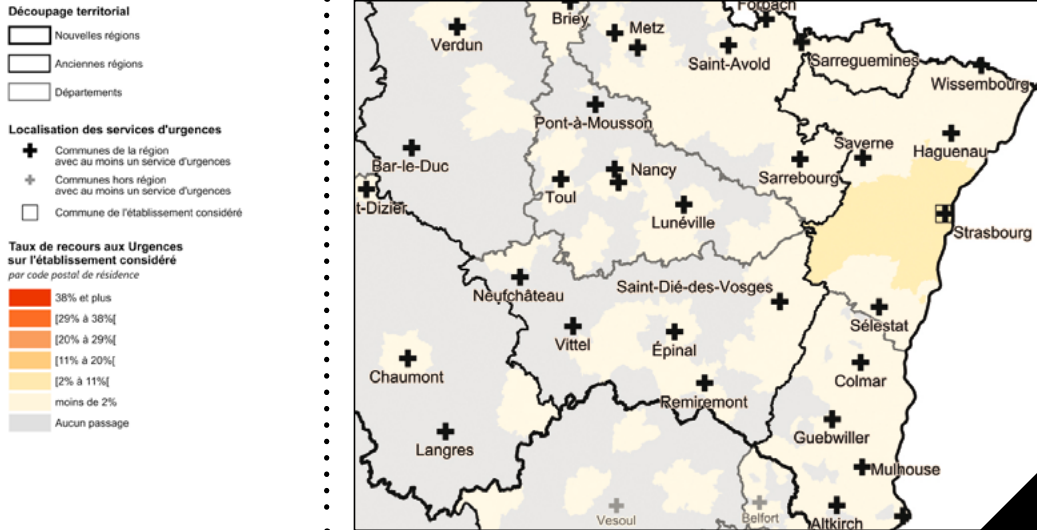 Découpage territorial
Nouvelles régions
Anciennes régions
Départements
Localisation des services d'urgences
Communes de la région
avec au moins un service d'urgences
Communes hors région
avec au moins un service d'urgences
Commune de l'établissement considéré
Taux de recours aux Urgences
sur l'établissement considéré
par code postal de résidence
38% et plus
[29% à 38%[
[20% à 29%[
[11% à 20%[
[2% à 11%[
moins de 2%
Aucun passage
Forbach
Briey
Metz
Verdun
Saint-Avold
Sarreguemines
Wissembourg
Pont-à-Mousson
Haguenau
Saverne
Bar-le-Duc
Nancy
Sarrebourg
Toul
t-Dizier
Lunéville
Strasbourg
Saint-Dié-des-Vosges
Neufchâteau
Sélestat
Vittel
Épinal
Chaumont
Colmar
Remiremont
Guebwiller
Langres
Mulhouse
Vesoul
Belfort
Altkirch